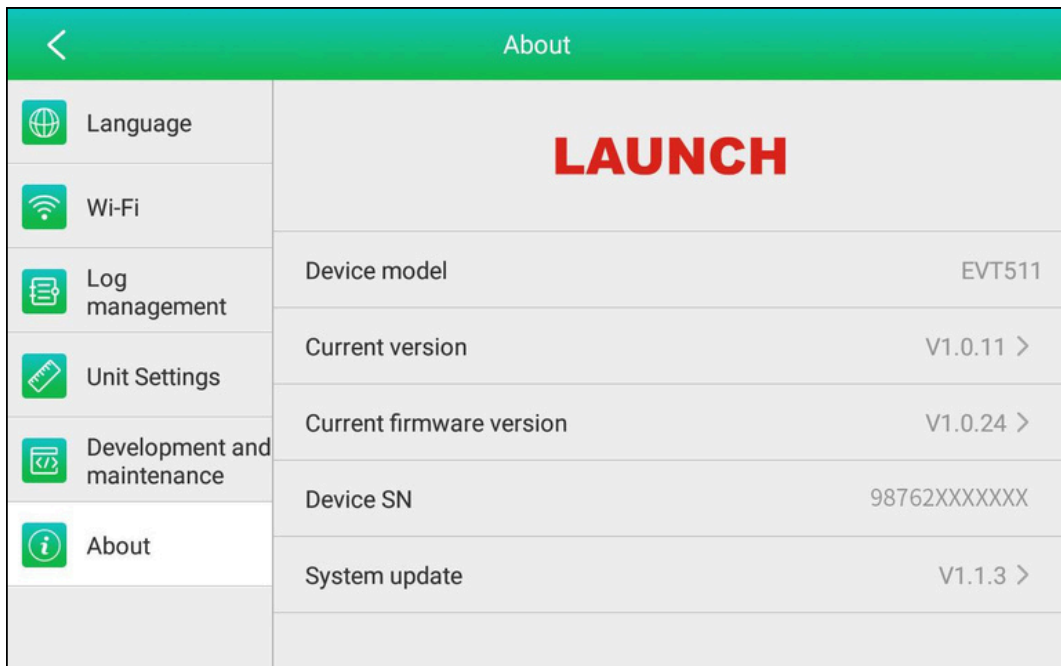 About
Language
Wi-Fi
Log
management
Unit Settings
Development and
maintenance
About
LAUNCH
Device model EVT511
Current version V1.0.11
Current firmware version V1.0.24
Device SN 98762XXXXXXX
System update V1.1.3